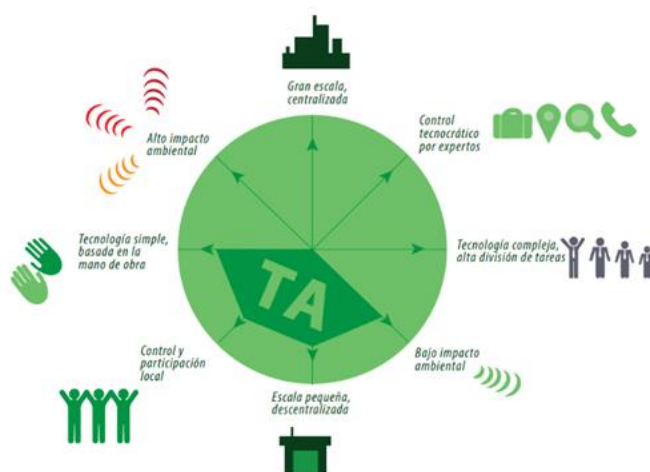 Gran escala,
centralizada
Control
tecnocrático
por expertos
Alto impacto
ambiental
Tecnología simple,
basada en la
mano de obra
Tecnología compleja,
alta división de tareas
TA
Control y
participación
local
Bajo impacto
ambiental
Escala pequeña,
descentralizada